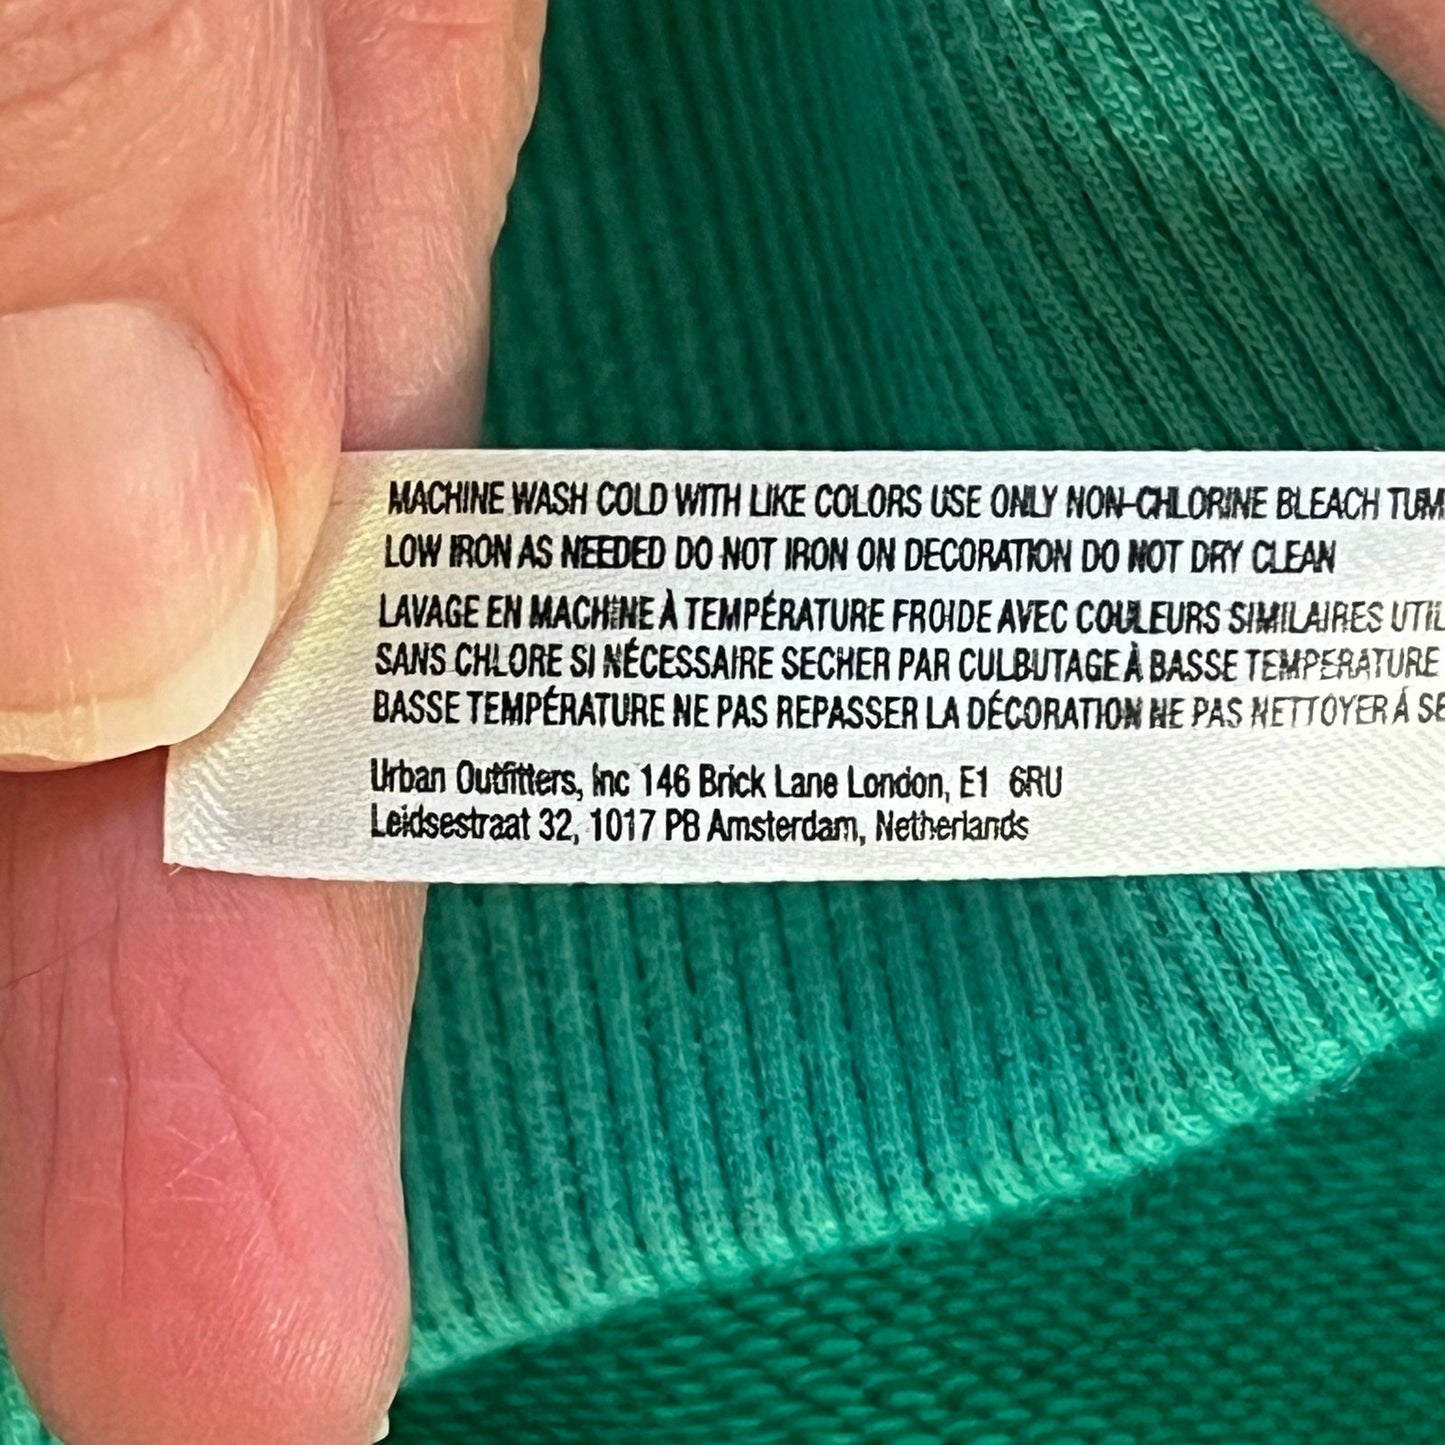 MACHINE WASH COLD WITH LIKE COLORS USE ONLY NON-CHLORINE BLEACH TUM
LOW IRON AS NEEDED DO NOT IRON ON DECORATION DO NOT DRY CLEAN
LAVAGE EN MACHINE À TEMPÉRATURE FROIDE AVEC COULEURS SIMILAIRES UTIL
SANS CHLORE SI NÉCESSAIRE SECHER PAR CULBUTAGE À BASSE TEMPERATURE
BASSE TEMPÉRATURE NE PAS REPASSER LA DÉCORATION NE PAS NETTOYER Á SE
Urban Outfitters, Inc 146 Brick Lane London, E1 6RU
Leidsestraat 32, 1017 PB Amsterdam, Netherlands